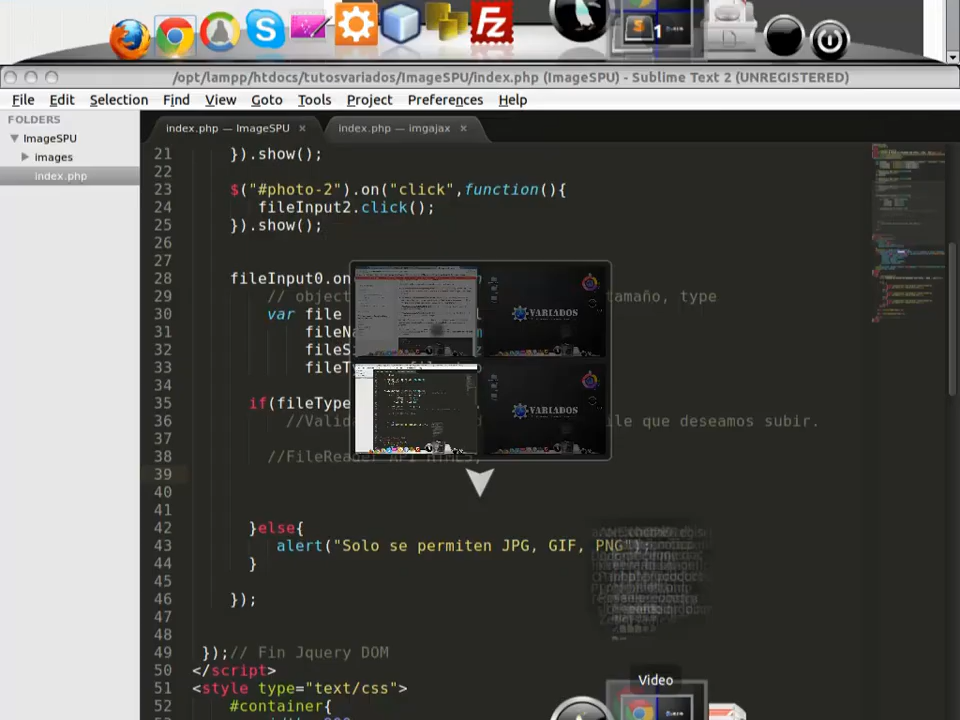 /opt/lampp/htdocs/tutosvariados/ImageSPU/index.php (ImageSPU) - Sublime Text 2 (UNREGISTERED)
File Edit Selection Find View Goto Tools Project Preferences Help
FOLDERS
ImageSPU
images
index.php
index.php — ImageSPU × index.php — imgajax ×
21 }).show();
22
23 $("#photo-2").on("click",function(){
24 fileInput2.click();
25 }).show();
26
27
28 fileInput0.on
29 // objec tamaño, type
30 var file
31 fileN
32 fileS
33 fileT
34
35 if(fileType
36 //Valida ile que deseamos subir.
37
38 //FileReader API HTML5,
39
40
41
42 }else{
43 alert("Solo se permiten JPG, GIF, PNG");
44 }
45
46 });
47
48
49 });// Fin Jquery DOM
50 </script>
51 <style type="text/css">
52 #container{
VARIADOS
VARIADOS
Video